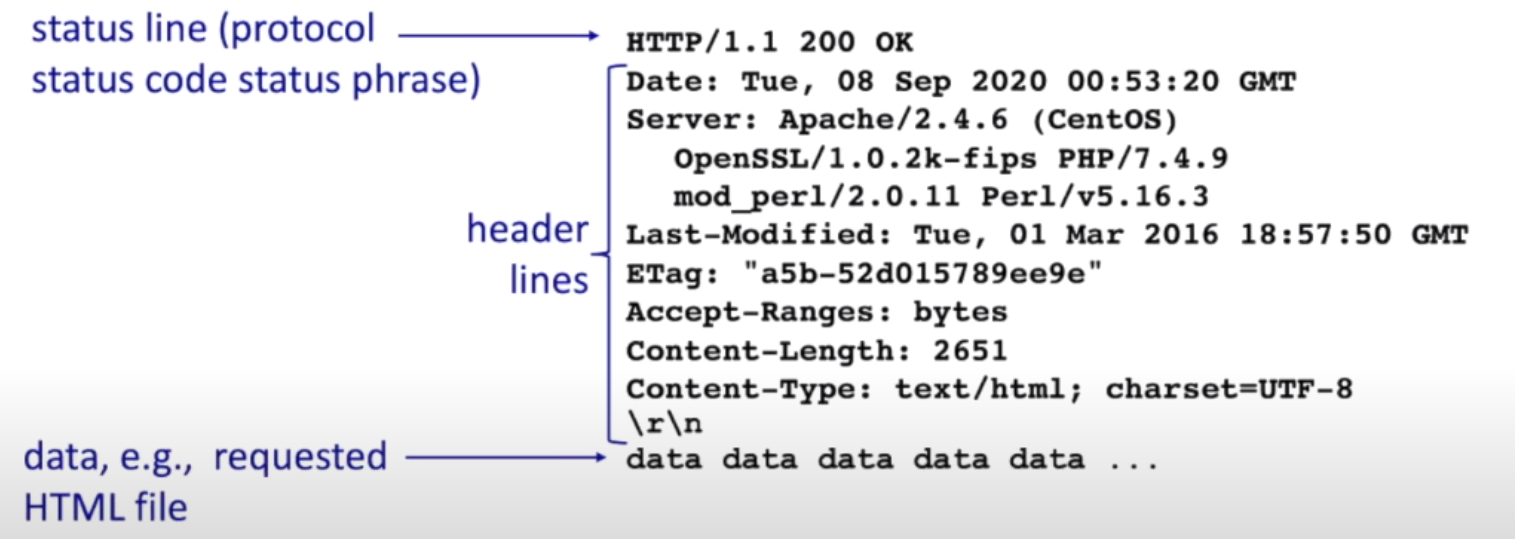 status line (protocol
status code status phrase)
HTTP/1.1 200 OK
Date: Tue, 08 Sep 2020 00:53:20 GMT
Server: Apache/2.4.6 (CentOS)
OpenSSL/1.0.2k-fips PHP/7.4.9
mod_perl/2.0.11 Perl/v5.16.3
header
lines
Last-Modified: Tue, 01 Mar 2016 18:57:50 GMT
ETag: "a5b-52d015789ee9e"
Accept-Ranges: bytes
Content-Length: 2651
Content-Type: text/html; charset=UTF-8
\r\n
data, e.g., requested
HTML file
data data data data data ...